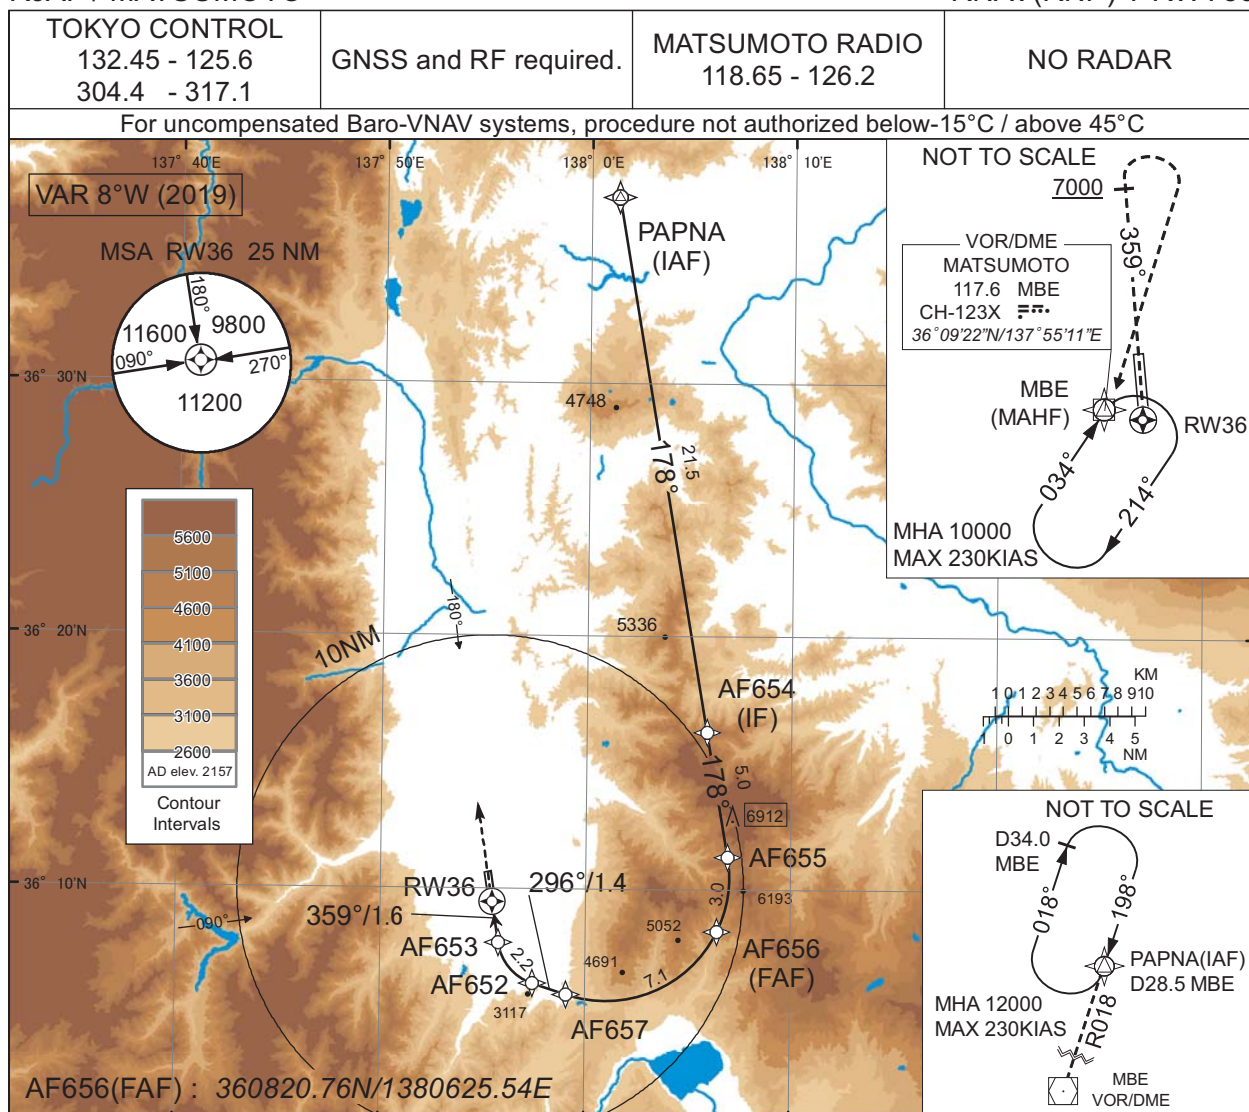 TOKYO CONTROL
132.45 - 125.6
304.4 - 317.1
GNSS and RF required.
MATSUMOTO RADIO
118.65 - 126.2
NO RADAR
For uncompensated Baro-VNAV systems, procedure not authorized below-15°C / above 45°C
137° 40'E
137° 50'E
138° 0'E
138° 10'E
VAR 8°W (2019)
MSA RW36 25 NM
180°
11600
9800
090°
270°
11200
36° 30'N
5600
5100
4600
4100
3600
3100
2600
AD elev. 2157
Contour
Intervals
36° 20'N
36° 10'N
PAPNA
(IAF)
4748
178°
21.5
180°
5336
10NM
AF654
(IF)
178°
5.0
6912
AF655
3.0
6193
RW36
296°/1.4
359°/1.6
5052
AF656
(FAF)
AF653
2.2
4691
7.1
AF652
3117
AF657
090°
AF656(FAF) : 360820.76N/1380625.54E
NOT TO SCALE
7000
359°
VOR/DME
MATSUMOTO
117.6 MBE
CH-123X
36°09'22"N/137°55'11"E
MBE
(MAHF)
RW36
034°
214°
MHA 10000
MAX 230KIAS
KM
1 0 1 2 3 4 5 6 7 8 9 10
1 0 1 2 3 4 5
NM
NOT TO SCALE
D34.0
MBE
018°
198°
PAPNA(IAF)
D28.5 MBE
MHA 12000
MAX 230KIAS
R018
MBE
VOR/DME